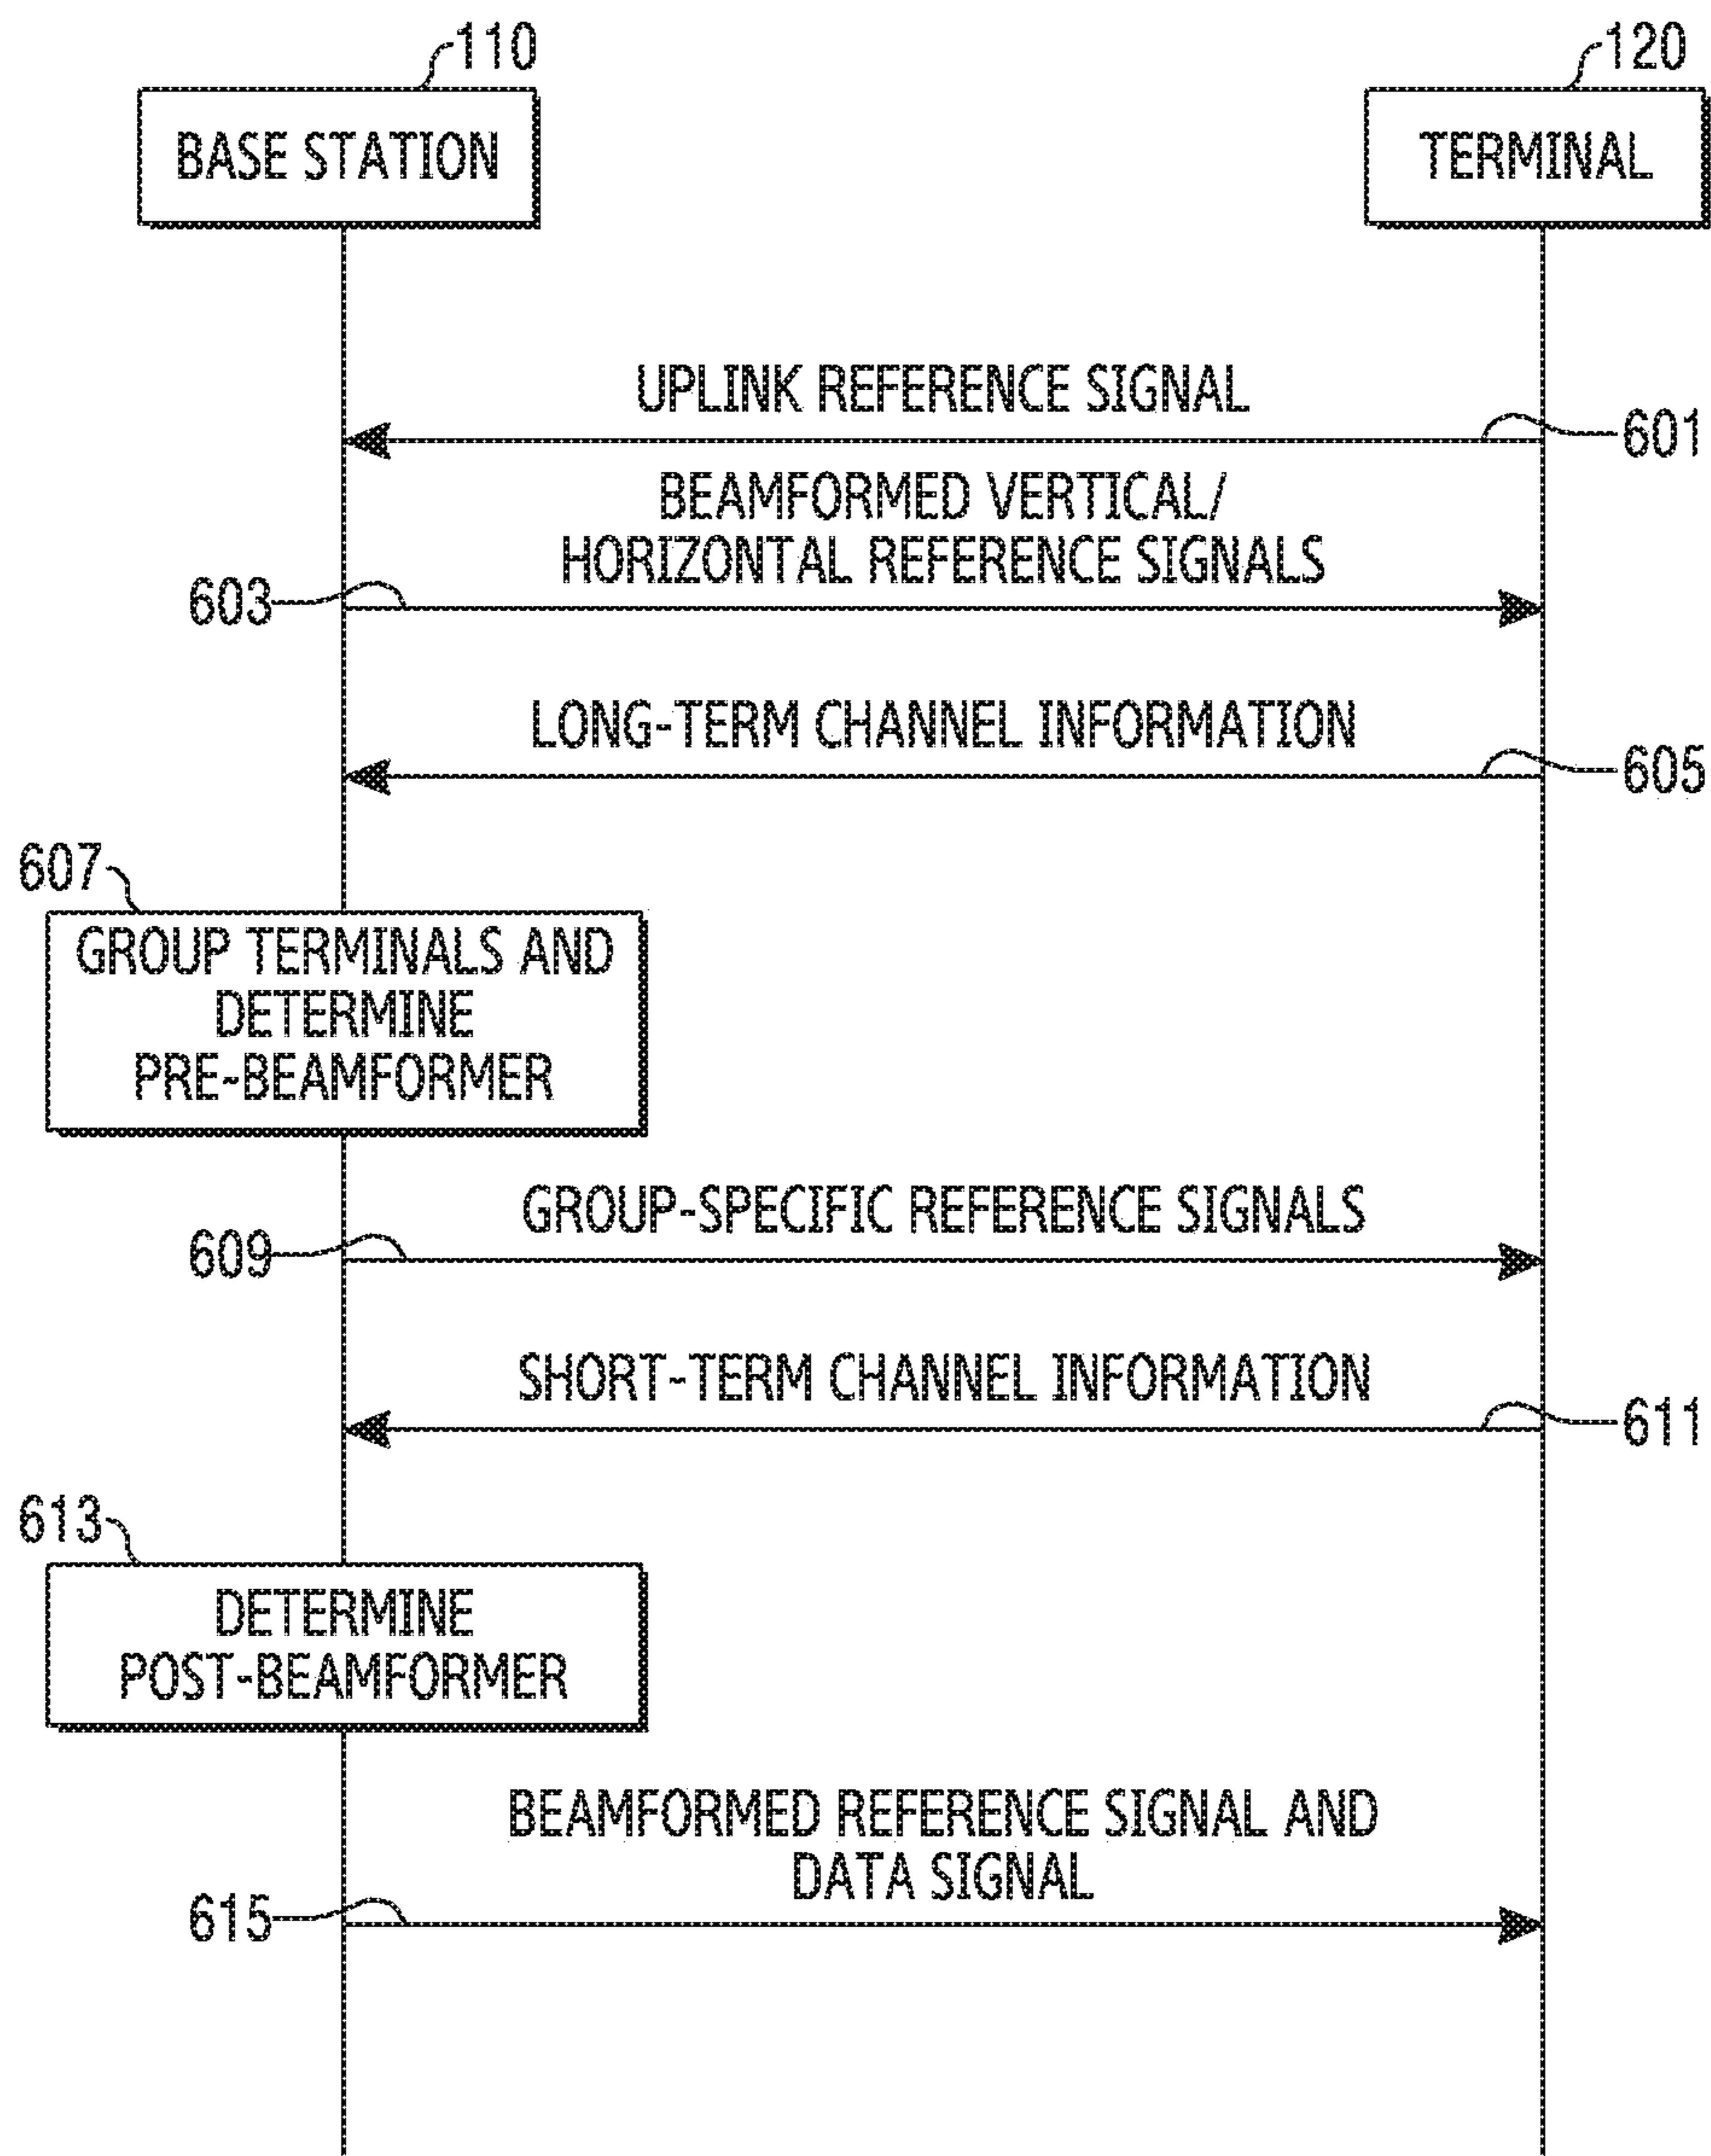 110
120
BASE STATION
TERMINAL
UPLINK REFERENCE SIGNAL
601
BEAMFORMED VERTICAL/
HORIZONTAL REFERENCE SIGNALS
603
LONG-TERM CHANNEL INFORMATION
605
607
GROUP TERMINALS AND
DETERMINE
PRE-BEAMFORMER
GROUP-SPECIFIC REFERENCE SIGNALS
609
SHORT-TERM CHANNEL INFORMATION
611
613
DETERMINE
POST-BEAMFORMER
BEAMFORMED REFERENCE SIGNAL AND
DATA SIGNAL
615